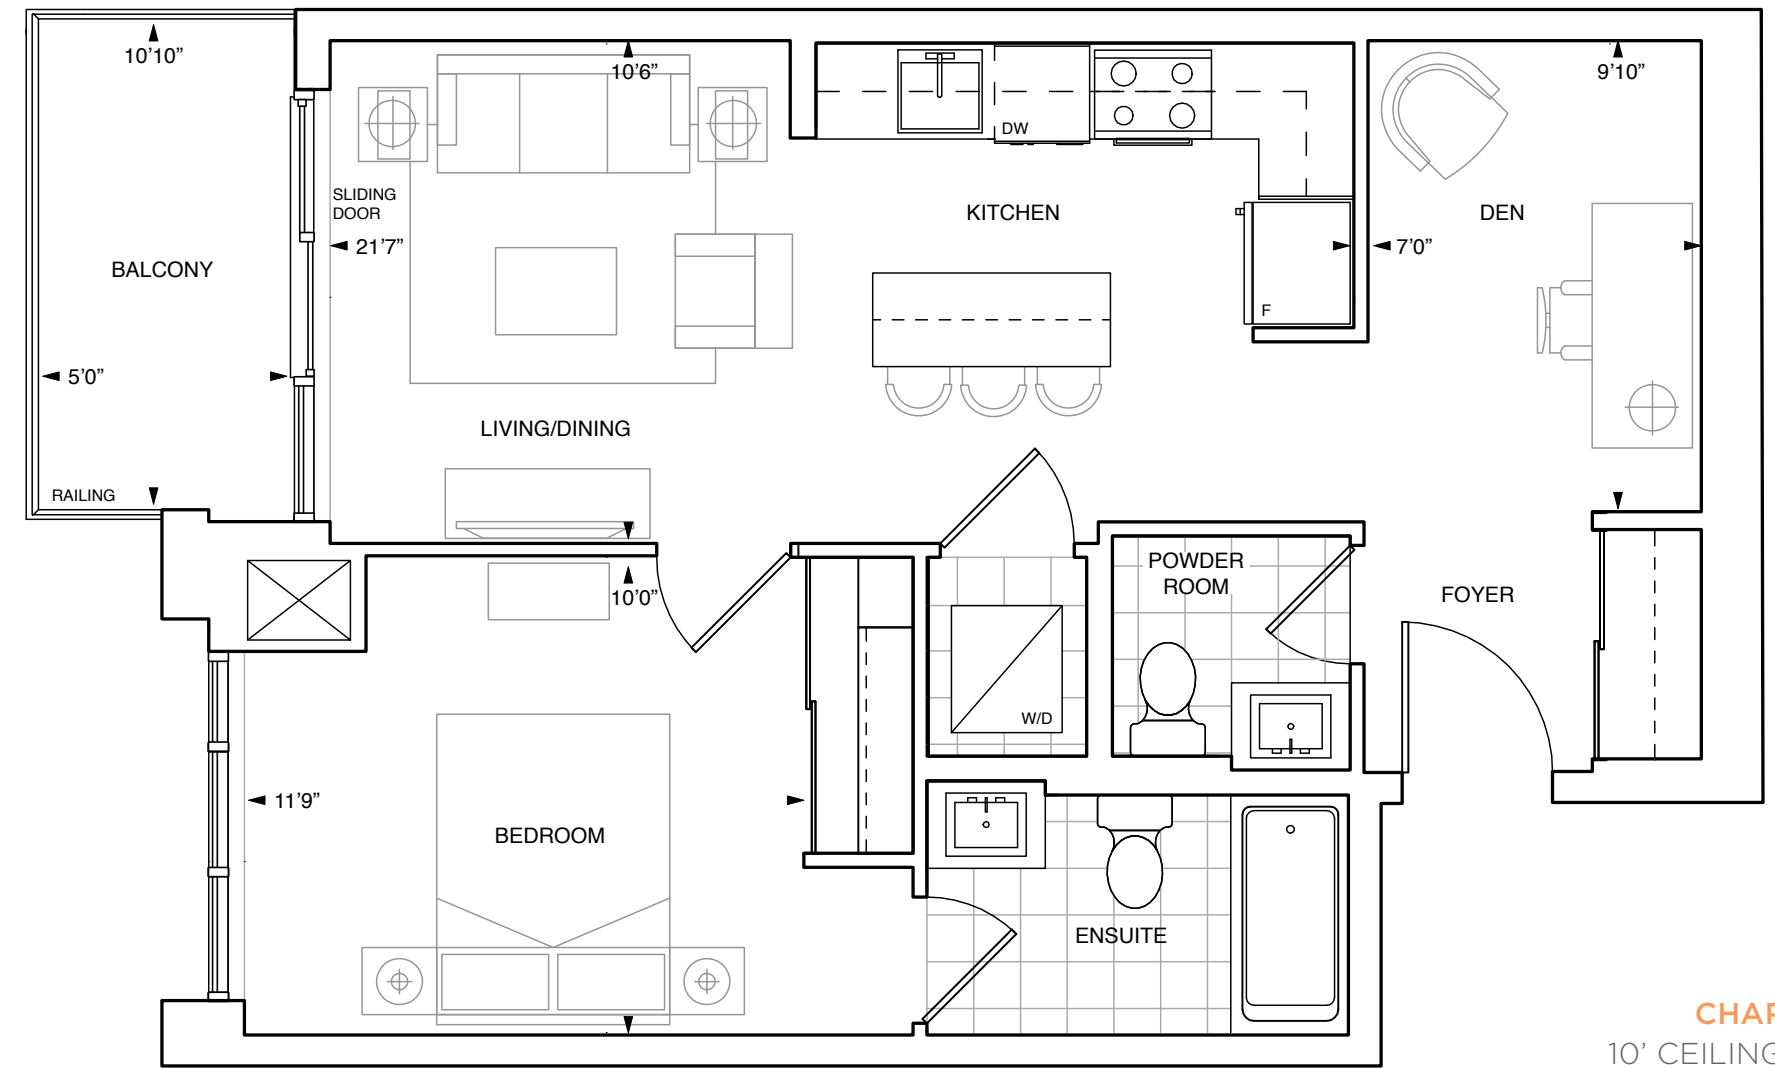 10'10”
10'6”
9'10”
DW
SLIDING
DOOR
KITCHEN
DEN
21'7”
7'0”
BALCONY
F
5'0”
LIVING/DINING
RAILING
POWDER
ROOM
10'0”
FOYER
W/D
11'9”
BEDROOM
ENSUITE
10' CEILING